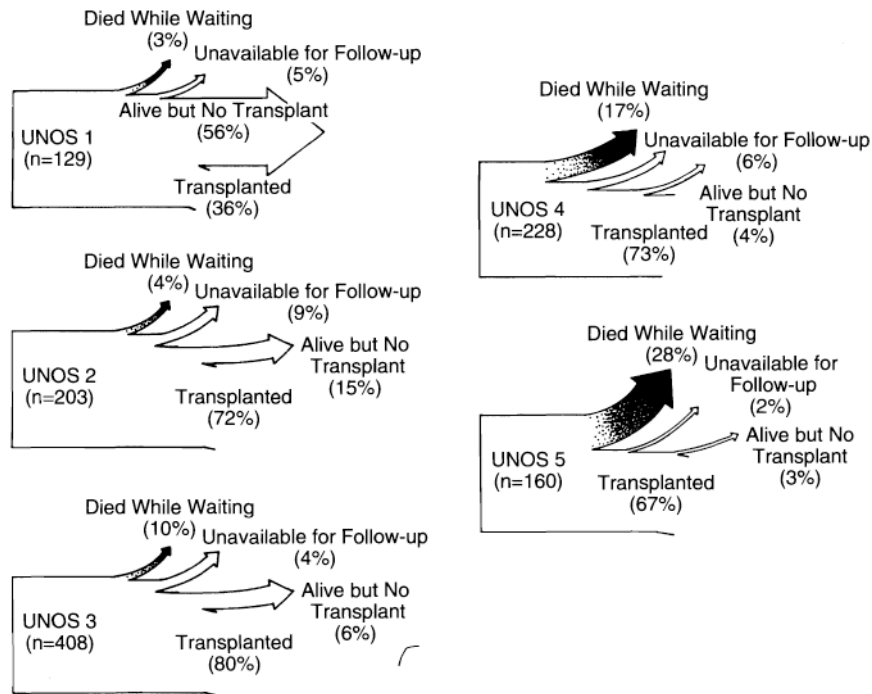 Died While Waiting
(3%)
Unavailable for Follow-up
(5%)
Alive but No Transplant
(56%)
UNOS 1
(n=129)
Transplanted
(36%)
Died While Waiting
(4%)
Unavailable for Follow-up
(9%)
Alive but No
Transplant
(15%)
UNOS 2
(n=203)
Transplanted
(72%)
Died While Waiting
(10%)
Unavailable for Follow-up
(4%)
Alive but No
Transplant
(6%)
UNOS 3
(n=408)
Transplanted
(80%)
Died While Waiting
(17%)
Unavailable for Follow-up
(6%)
Alive but No
Transplant
(4%)
UNOS 4
(n=228)
Transplanted
(73%)
Died While Waiting
(28%)
Unavailable for
Follow-up
(2%)
Alive but No
Transplant
(3%)
UNOS 5
(n=160)
Transplanted
(67%)